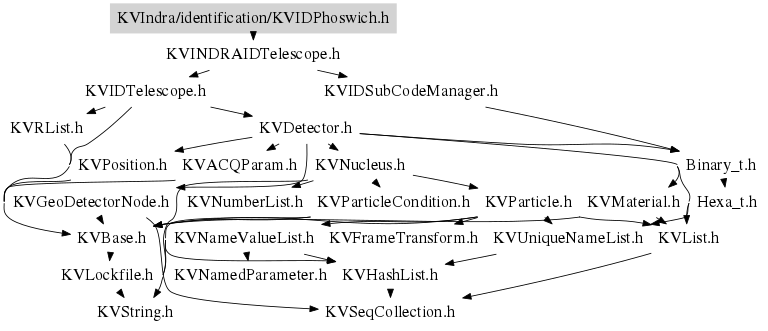 KVIndra/identification/KVIDPhoswich.h
KVINDRAIDTelescope.h
KVIDTelescope.h
KVIDSubCodeManager.h
KVRList.h
KVDetector.h
KVPosition.h
KVACQParam.h
KVNucleus.h
Binary_t.h
KVGeoDetectorNode.h
KVNumberList.h
KVParticleCondition.h
KVParticle.h
KVMaterial.h
Hexa_t.h
KVBase.h
KVNameValueList.h
KVFrameTransform.h
KVUniqueNameList.h
KVList.h
KVLockfile.h
KVNamedParameter.h
KVHashList.h
KVString.h
KVSeqCollection.h